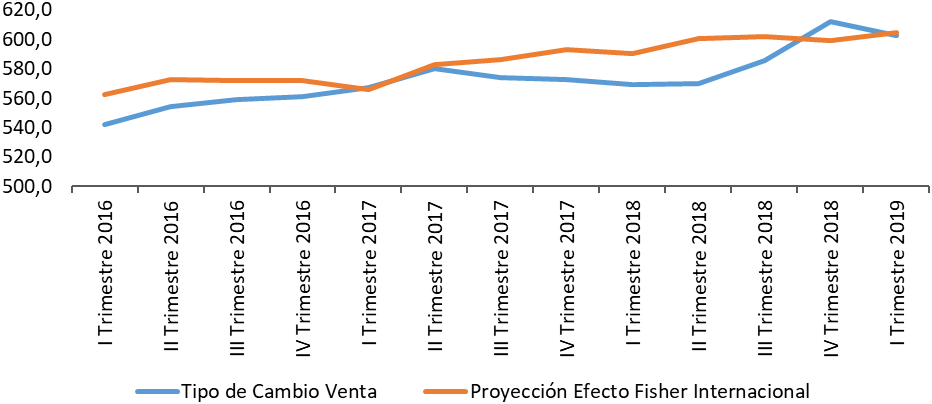 620,0
600,0
580,0
560,0
540,0
520,0
500,0
I Trimestre 2016
II Trimestre 2016
III Trimestre 2016
IV Trimestre 2016
I Trimestre 2017
II Trimestre 2017
III Trimestre 2017
IV Trimestre 2017
I Trimestre 2018
II Trimestre 2018
III Trimestre 2018
IV Trimestre 2018
I Trimestre 2019
Tipo de Cambio Venta
Proyección Efecto Fisher Internacional